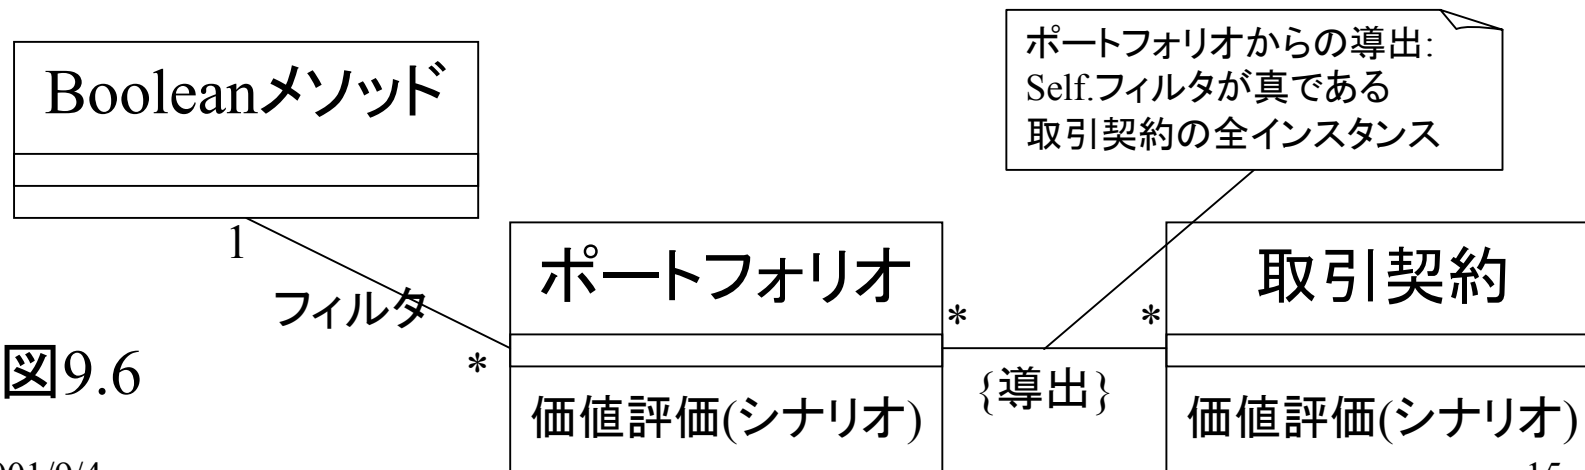 Booleanメソッド
ポートフォリオからの導出:
Self.フィルタが真である
取引契約の全インスタンス
1
フィルタ
*
ポートフォリオ
*
*
取引契約
{導出}
価値評価(シナリオ)
価値評価(シナリオ)
図9.6